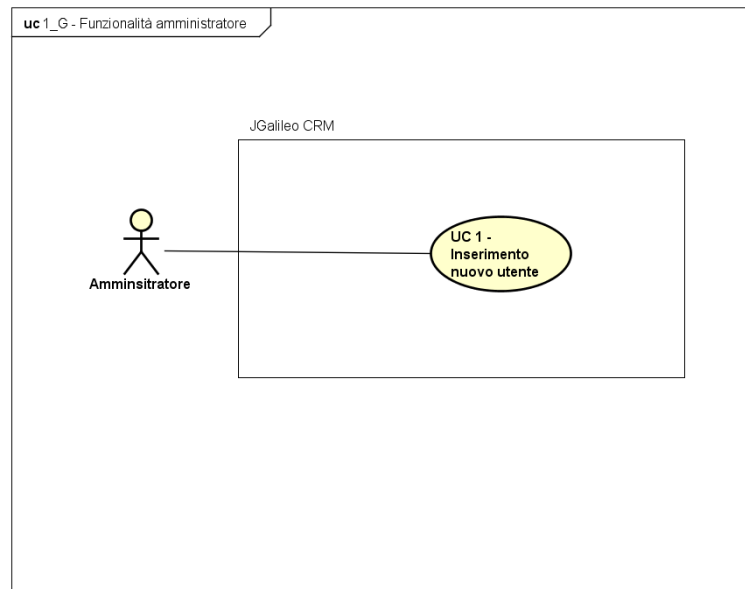 uc 1_G - Funzionalità amministratore
JGalileo CRM
UC 1 -
Inserimento
nuovo utente
Amminsitratore